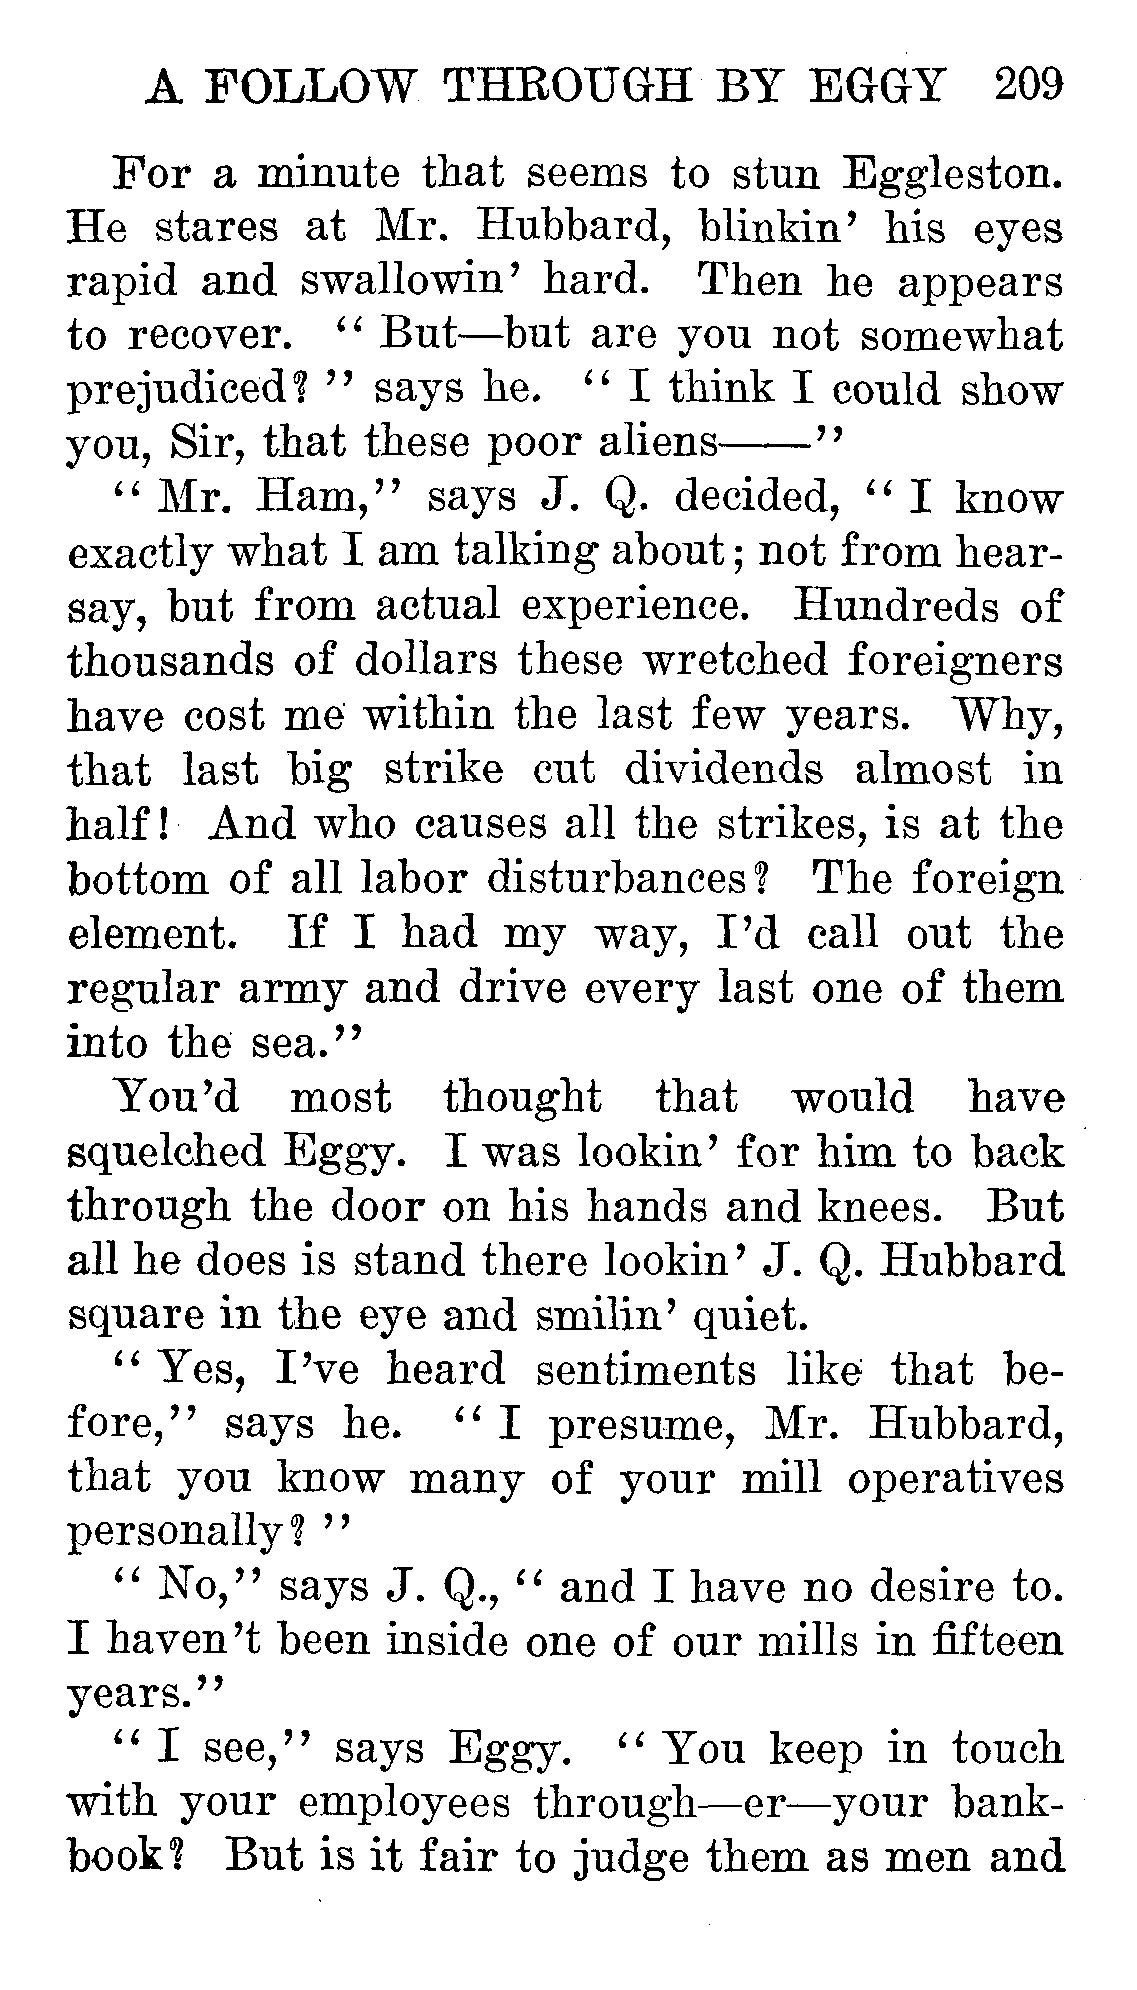 A FOLLOW THROUGH BY EGGY 209
For a minute that seems to stun Eggleston.
He stares at Mr. Hubbard, blinkin' his eyes
rapid and swallowin' hard. Then he appears
to recover. "But—but are you not somewhat
prejudiced?" says he. "I think I could show
you, Sir, that these poor aliens——"
"Mr. Ham," says J. Q. decided, "I know
exactly what I am talking about; not from hear-
say, but from actual experience. Hundreds of
thousands of dollars these wretched foreigners
have cost me within the last few years. Why,
that last big strike cut dividends almost in
half! And who causes all the strikes, is at the
bottom of all labor disturbances? The foreign
element. If I had my way, I'd call out the
regular army and drive every last one of them
into the sea."
You'd most thought that would have
squelched Eggy. I was lookin' for him to back
through the door on his hands and knees. But
all he does is stand there lookin' J. Q. Hubbard
square in the eye and smilin' quiet.
"Yes, I've heard sentiments like that be-
fore," says he. "I presume, Mr. Hubbard,
that you know many of your mill operatives
personally?"
"No," says J. Q., "and I have no desire to.
I haven't been inside one of our mills in fifteen
years."
"I see," says Eggy. "You keep in touch
with your employees through—er—your bank-
book? But is it fair to judge them as men and